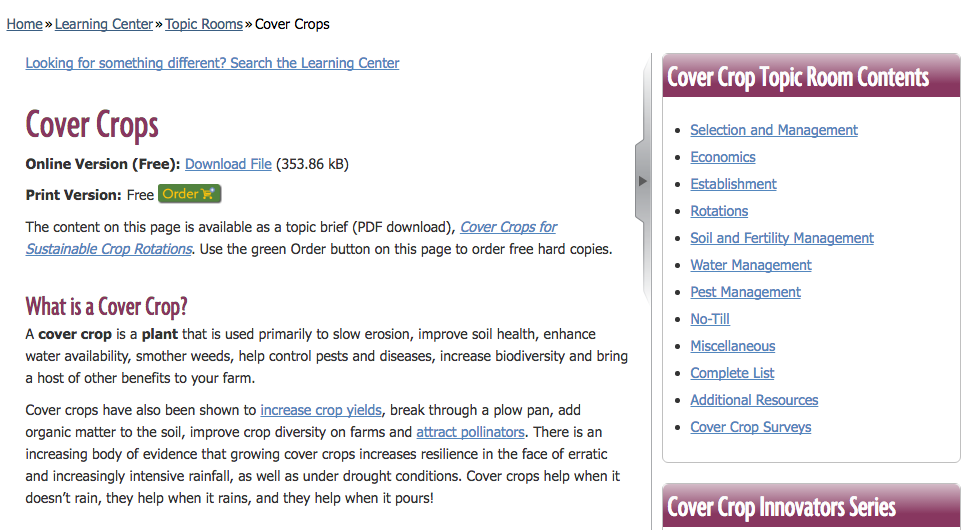 Home » Learning Center » Topic Rooms » Cover Crops
Looking for something different? Search the Learning Center
Cover Crops
Online Version (Free): Download File (353.86 kB)
Print Version: Free Order
The content on this page is available as a topic brief (PDF download), Cover Crops for
Sustainable Crop Rotations. Use the green Order button on this page to order free hard copies.
What is a Cover Crop?
A cover crop is a plant that is used primarily to slow erosion, improve soil health, enhance
water availability, smother weeds, help control pests and diseases, increase biodiversity and bring
a host of other benefits to your farm.
Cover crops have also been shown to increase crop yields, break through a plow pan, add
organic matter to the soil, improve crop diversity on farms and attract pollinators. There is an
increasing body of evidence that growing cover crops increases resilience in the face of erratic
and increasingly intensive rainfall, as well as under drought conditions. Cover crops help when it
doesn’t rain, they help when it rains, and they help when it pours!
Cover Crop Topic Room Contents
• Selection and Management
• Economics
• Establishment
• Rotations
• Soil and Fertility Management
• Water Management
• Pest Management
• No-Till
• Miscellaneous
• Complete List
• Additional Resources
• Cover Crop Surveys
Cover Crop Innovators Series